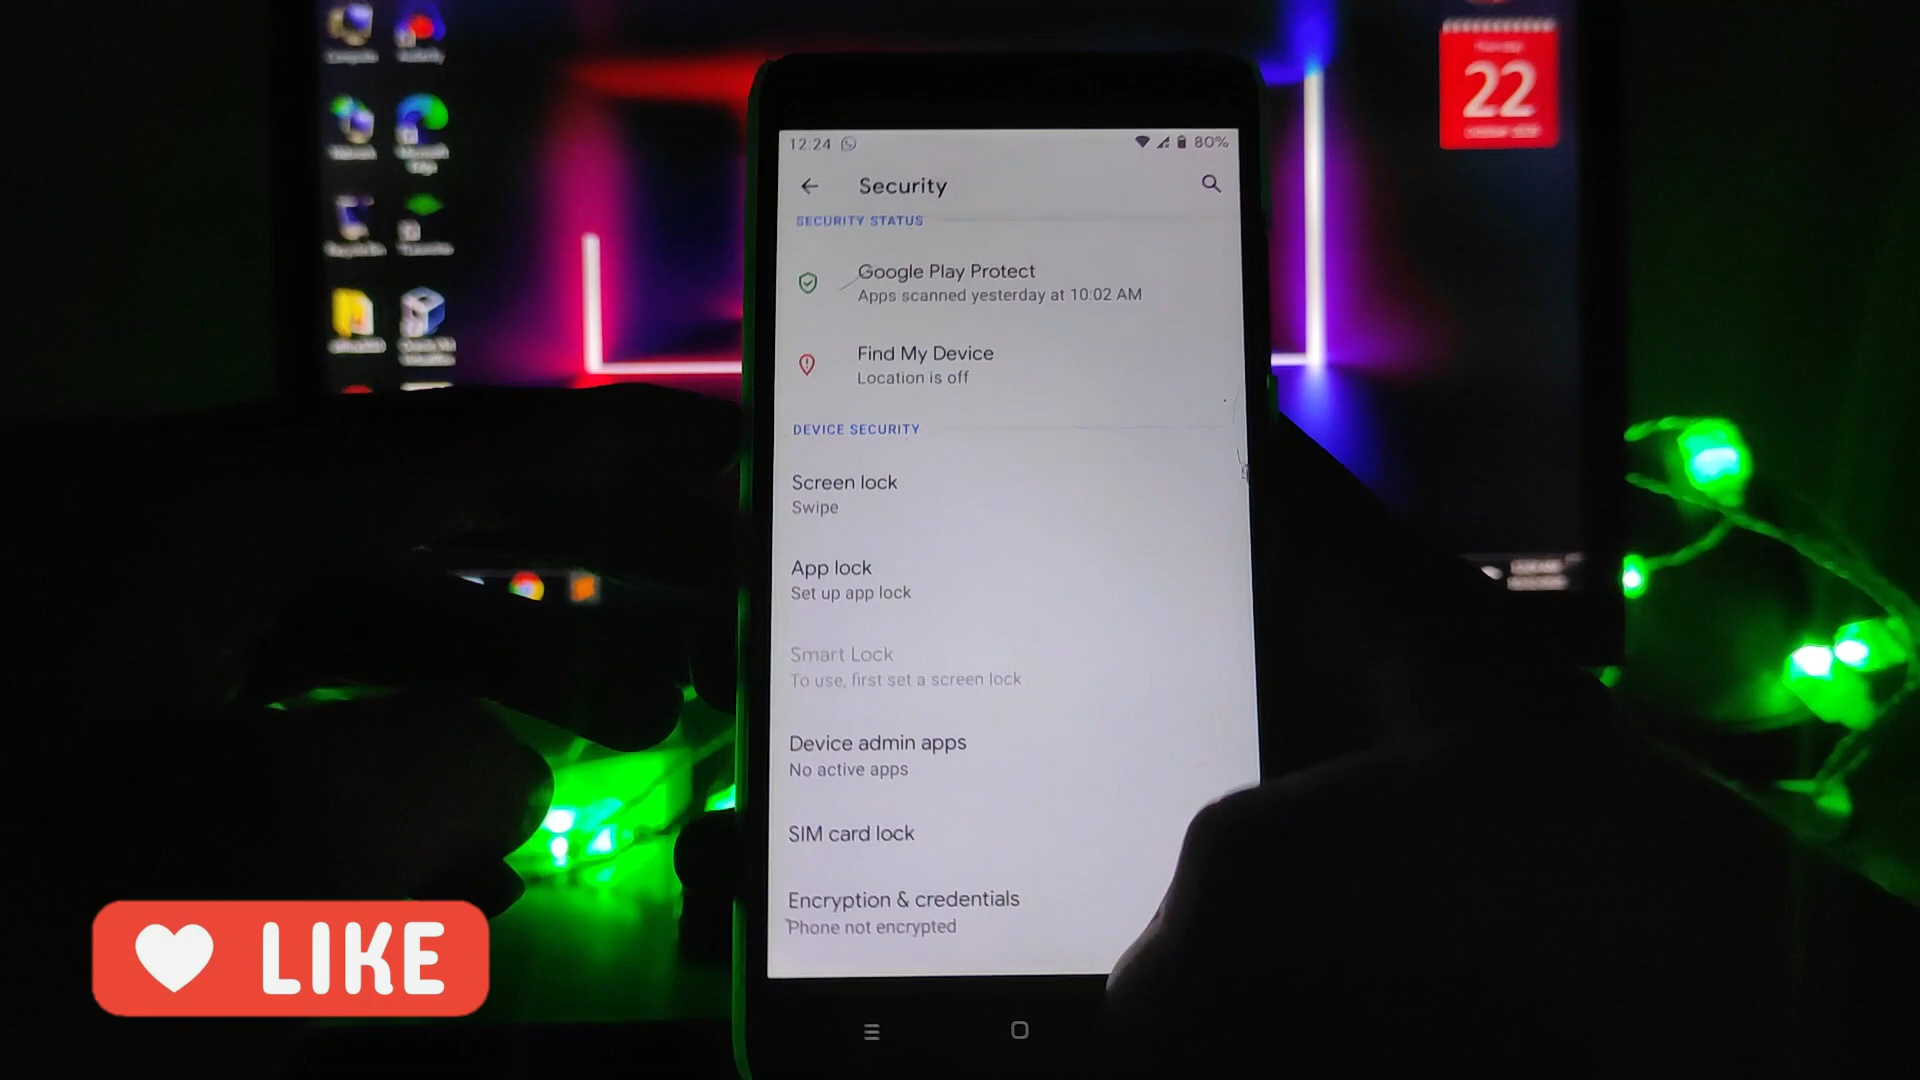 22
12:24
80%
Security
SECURITY STATUS
Google Play Protect
Apps scanned yesterday at 10:02 AM
Find My Device
Location is off
DEVICE SECURITY
Screen lock
Swipe
App lock
Set up app lock
Smart Lock
To use, first set a screen lock
Device admin apps
No active apps
SIM card lock
Encryption & credentials
Phone not encrypted
LIKE